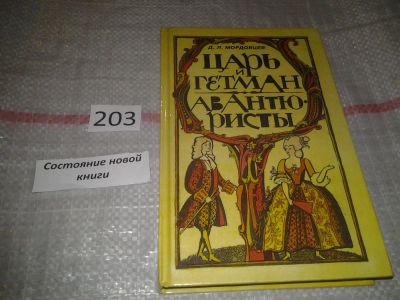 Д. Л. МОРДОВЦЕВ
ЦАРЬ
И
ГЕТМАН
АВАНТЮ-
РИСТЫ
203
Состояние новой
книги